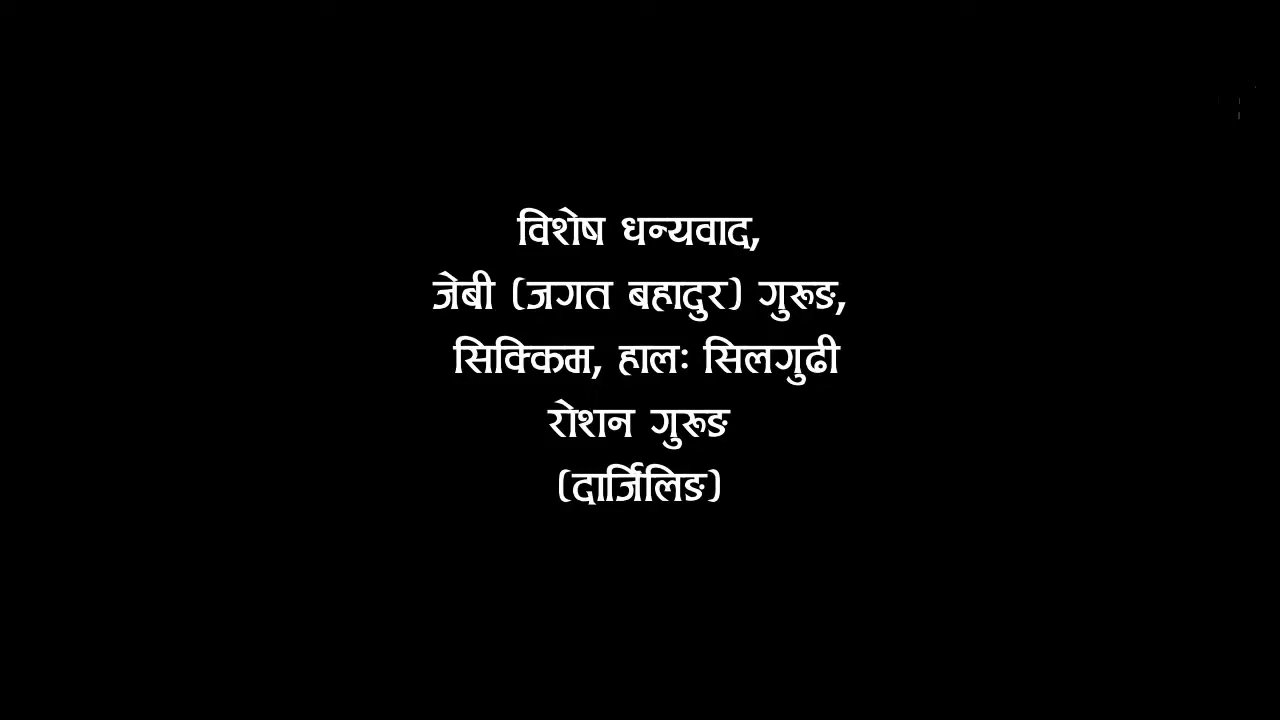 विशेष धन्यवाद,
जेबी (जगत बहादुर) गुरूङ,
सिक्किम, हालः सिलगुढी
रोशन गुरूङ
(दार्जिलिङ)